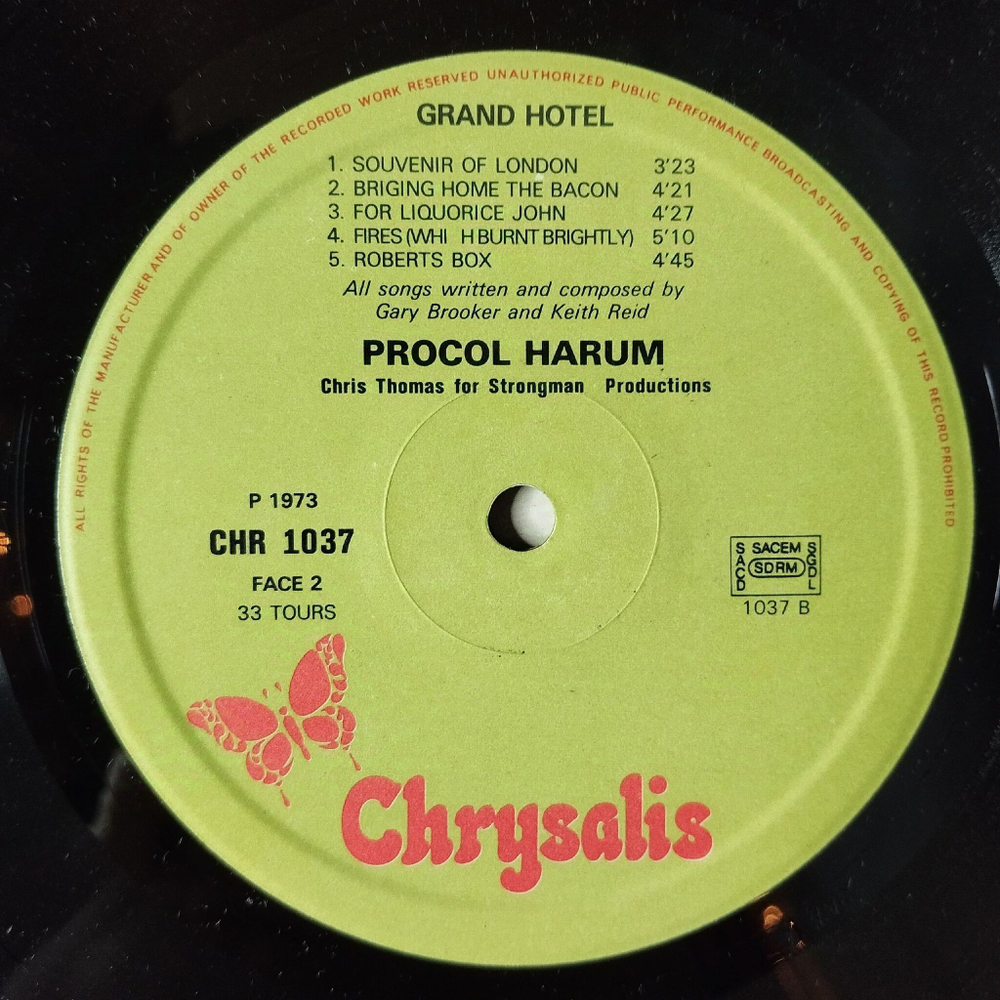 ALL RIGHTS OF THE MANUFACTURER AND OF OWNER OF THE RECORDED WORK RESERVED UNAUTHORIZED PUBLIC PERFORMANCE BROADCASTING AND COPYING OF THIS RECORD PROHIBITED
GRAND HOTEL
1. SOUVENIR OF LONDON 3'23
2. BRIGING HOME THE BACON 4'21
3. FOR LIQUORICE JOHN 4'27
4. FIRES (WHI H BURNT BRIGHTLY) 5'10
5. ROBERTS BOX 4'45
All songs written and composed by
Gary Brooker and Keith Reid
PROCOL HARUM
Chris Thomas for Strongman Productions
P 1973
CHR 1037
FACE 2
33 TOURS
SACD SACEM SGDL
SDRM
1037 B
Chrysalis